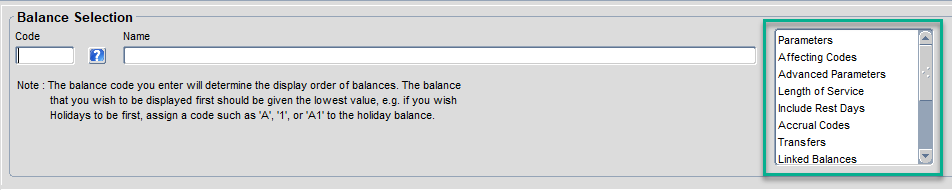 Balance Selection
Code Name
Note : The balance code you enter will determine the display order of balances. The balance
that you wish to be displayed first should be given the lowest value, e.g. if you wish
Holidays to be first, assign a code such as 'A', '1', or 'A1' to the holiday balance.
Parameters
Affecting Codes
Advanced Parameters
Length of Service
Include Rest Days
Accrual Codes
Transfers
Linked Balances